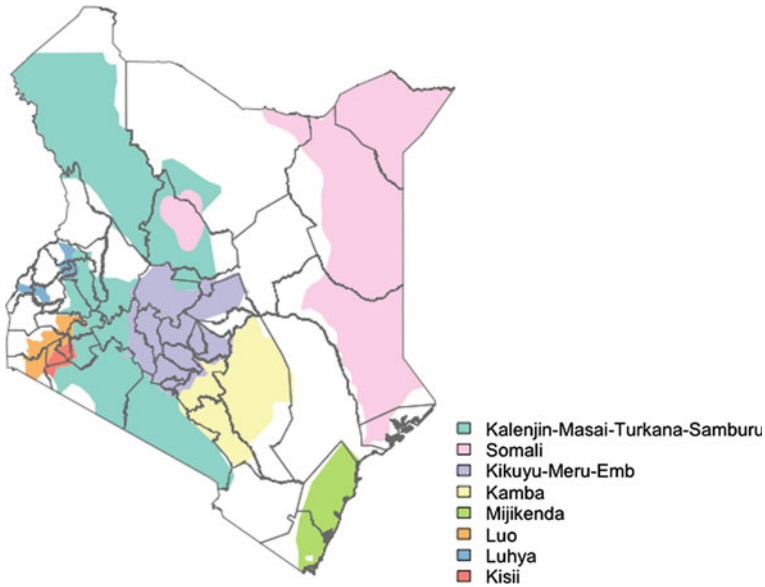 Kalenjin-Masai-Turkana-Samburu
Somali
Kikuyu-Meru-Emb
Kamba
Mijikenda
Luo
Luhya
Kisii